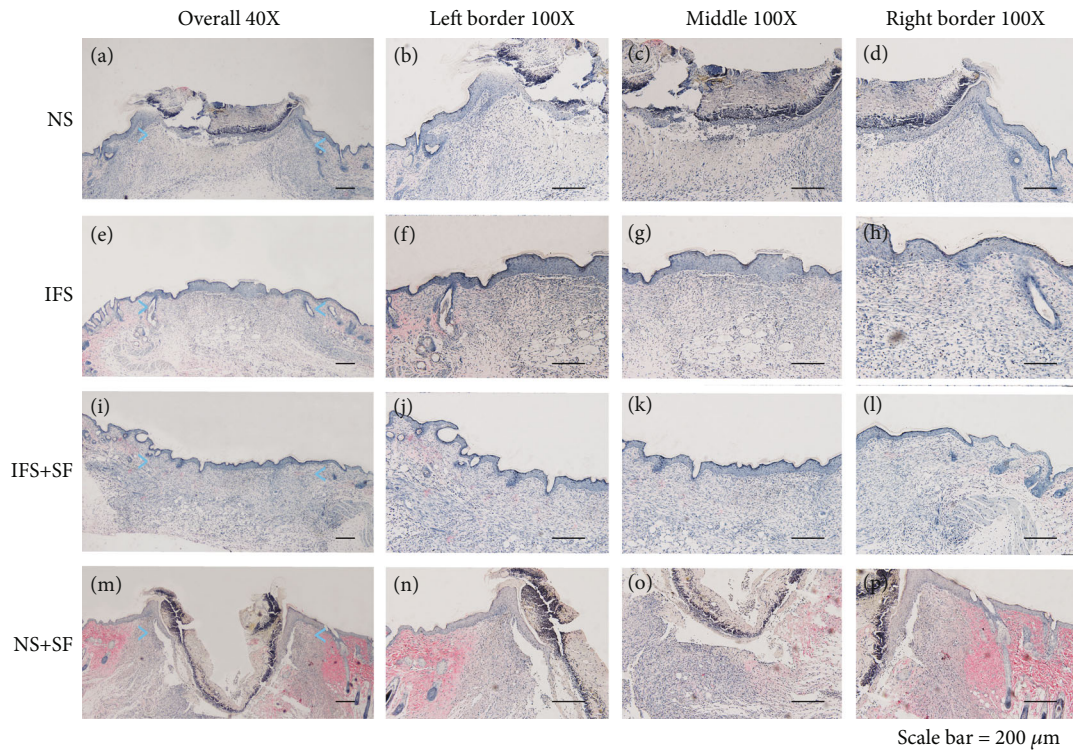 Overall 40X Left border 100X Middle 100X Right border 100X
NS (a) (b) (c) (d)
IFS (e) (f) (g) (h)
IFS+SF (i) (j) (k) (l)
NS+SF (m) (n) (o) (p)
Scale bar = 200 μm